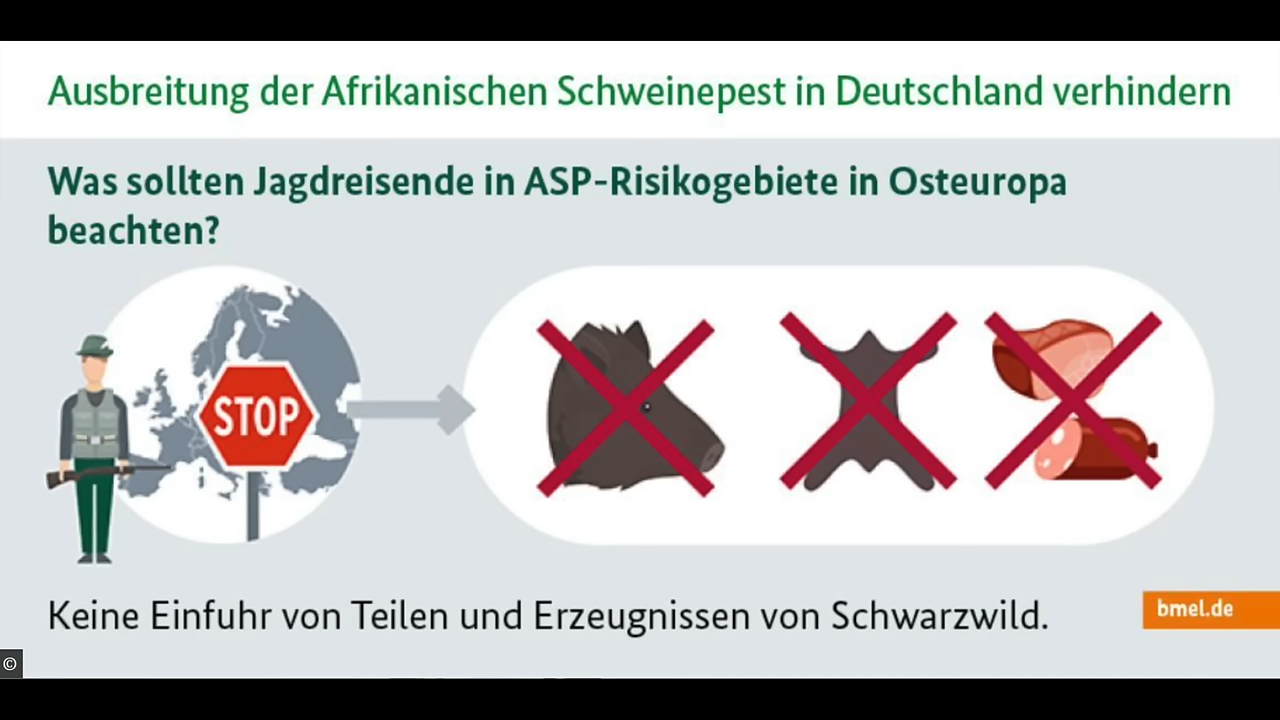 Ausbreitung der Afrikanischen Schweinepest in Deutschland verhindern
Was sollten Jagdreisende in ASP-Risikogebiete in Osteuropa
beachten?
STOP
Keine Einfuhr von Teilen und Erzeugnissen von Schwarzwild.
bmel.de
©